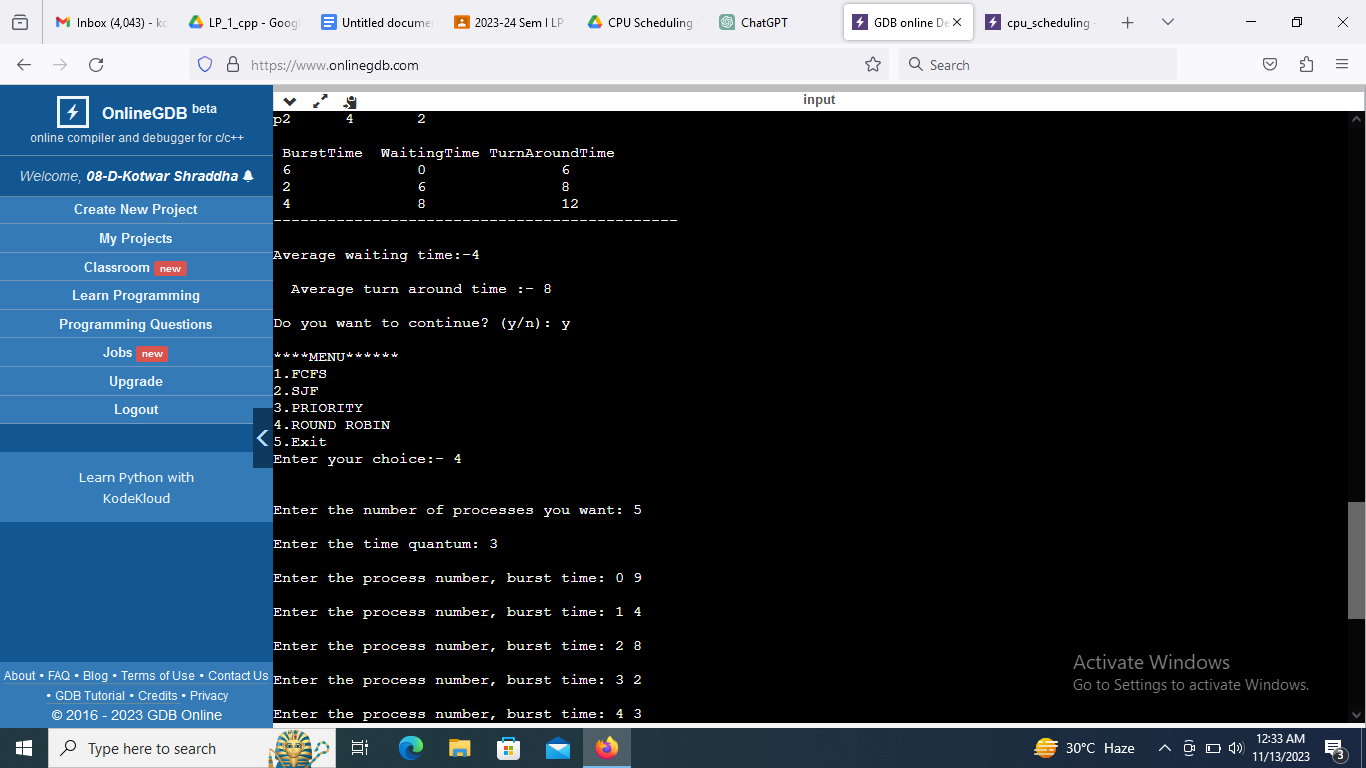 Inbox (4,043) - ko
LP_1_cpp - Googl
Untitled docume
2023-24 Sem I LP
CPU Scheduling
ChatGPT
GDB online De
cpu_scheduling -
https://www.onlinegdb.com
Search
OnlineGDB beta
online compiler and debugger for c/c++
Welcome, 08-D-Kotwar Shraddha
Create New Project
My Projects
Classroom new
Learn Programming
Programming Questions
Jobs new
Upgrade
Logout
Learn Python with
KodeKloud
About • FAQ • Blog • Terms of Use • Contact Us
• GDB Tutorial • Credits • Privacy
© 2016 - 2023 GDB Online
input
p2 4 2
BurstTime WaitingTime TurnAroundTime
6 0 6
2 6 8
4 8 12
---------------------------------------------
Average waiting time:-4
Average turn around time :- 8
Do you want to continue? (y/n): y
****MENU******
1.FCFS
2.SJF
3.PRIORITY
4.ROUND ROBIN
5.Exit
Enter your choice:- 4
Enter the number of processes you want: 5
Enter the time quantum: 3
Enter the process number, burst time: 0 9
Enter the process number, burst time: 1 4
Enter the process number, burst time: 2 8
Enter the process number, burst time: 3 2
Enter the process number, burst time: 4 3
Activate Windows
Go to Settings to activate Windows.
Type here to search
30°C Haze
12:33 AM
11/13/2023
3